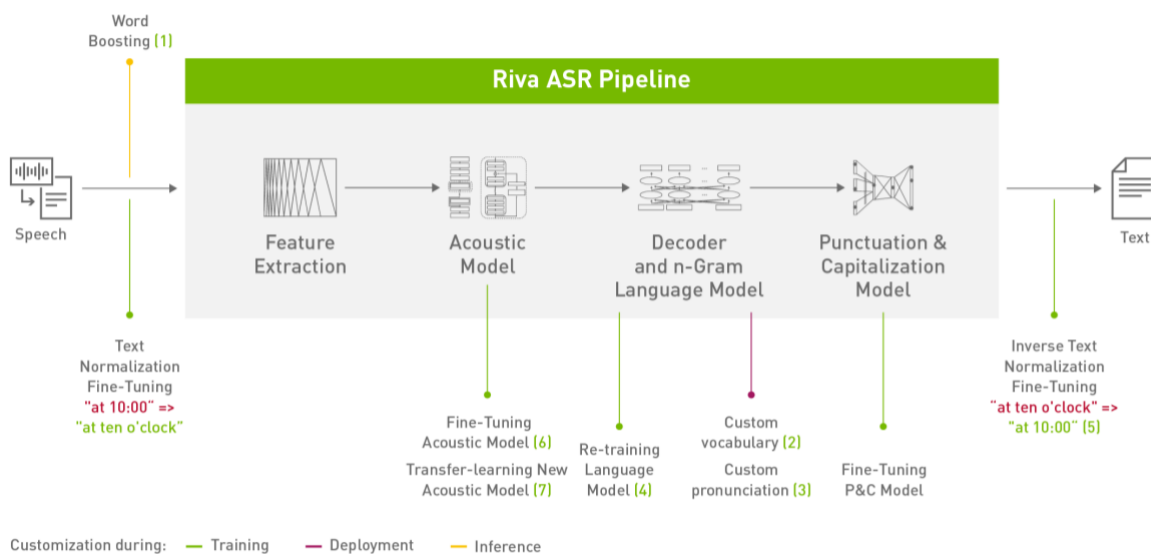 Word
Boosting (1)
Riva ASR Pipeline
Speech
Feature
Extraction
Acoustic
Model
Decoder
and n-Gram
Language Model
Punctuation &
Capitalization
Model
Text
Text
Normalization
Fine-Tuning
"at 10:00" =>
"at ten o'clock"
Fine-Tuning
Acoustic Model (6)
Transfer-learning New
Acoustic Model (7)
Re-training
Language
Model (4)
Custom
vocabulary (2)
Custom
pronunciation (3)
Fine-Tuning
P&C Model
Inverse Text
Normalization
Fine-Tuning
"at ten o'clock" =>
"at 10:00" (5)
Customization during: Training Deployment Inference